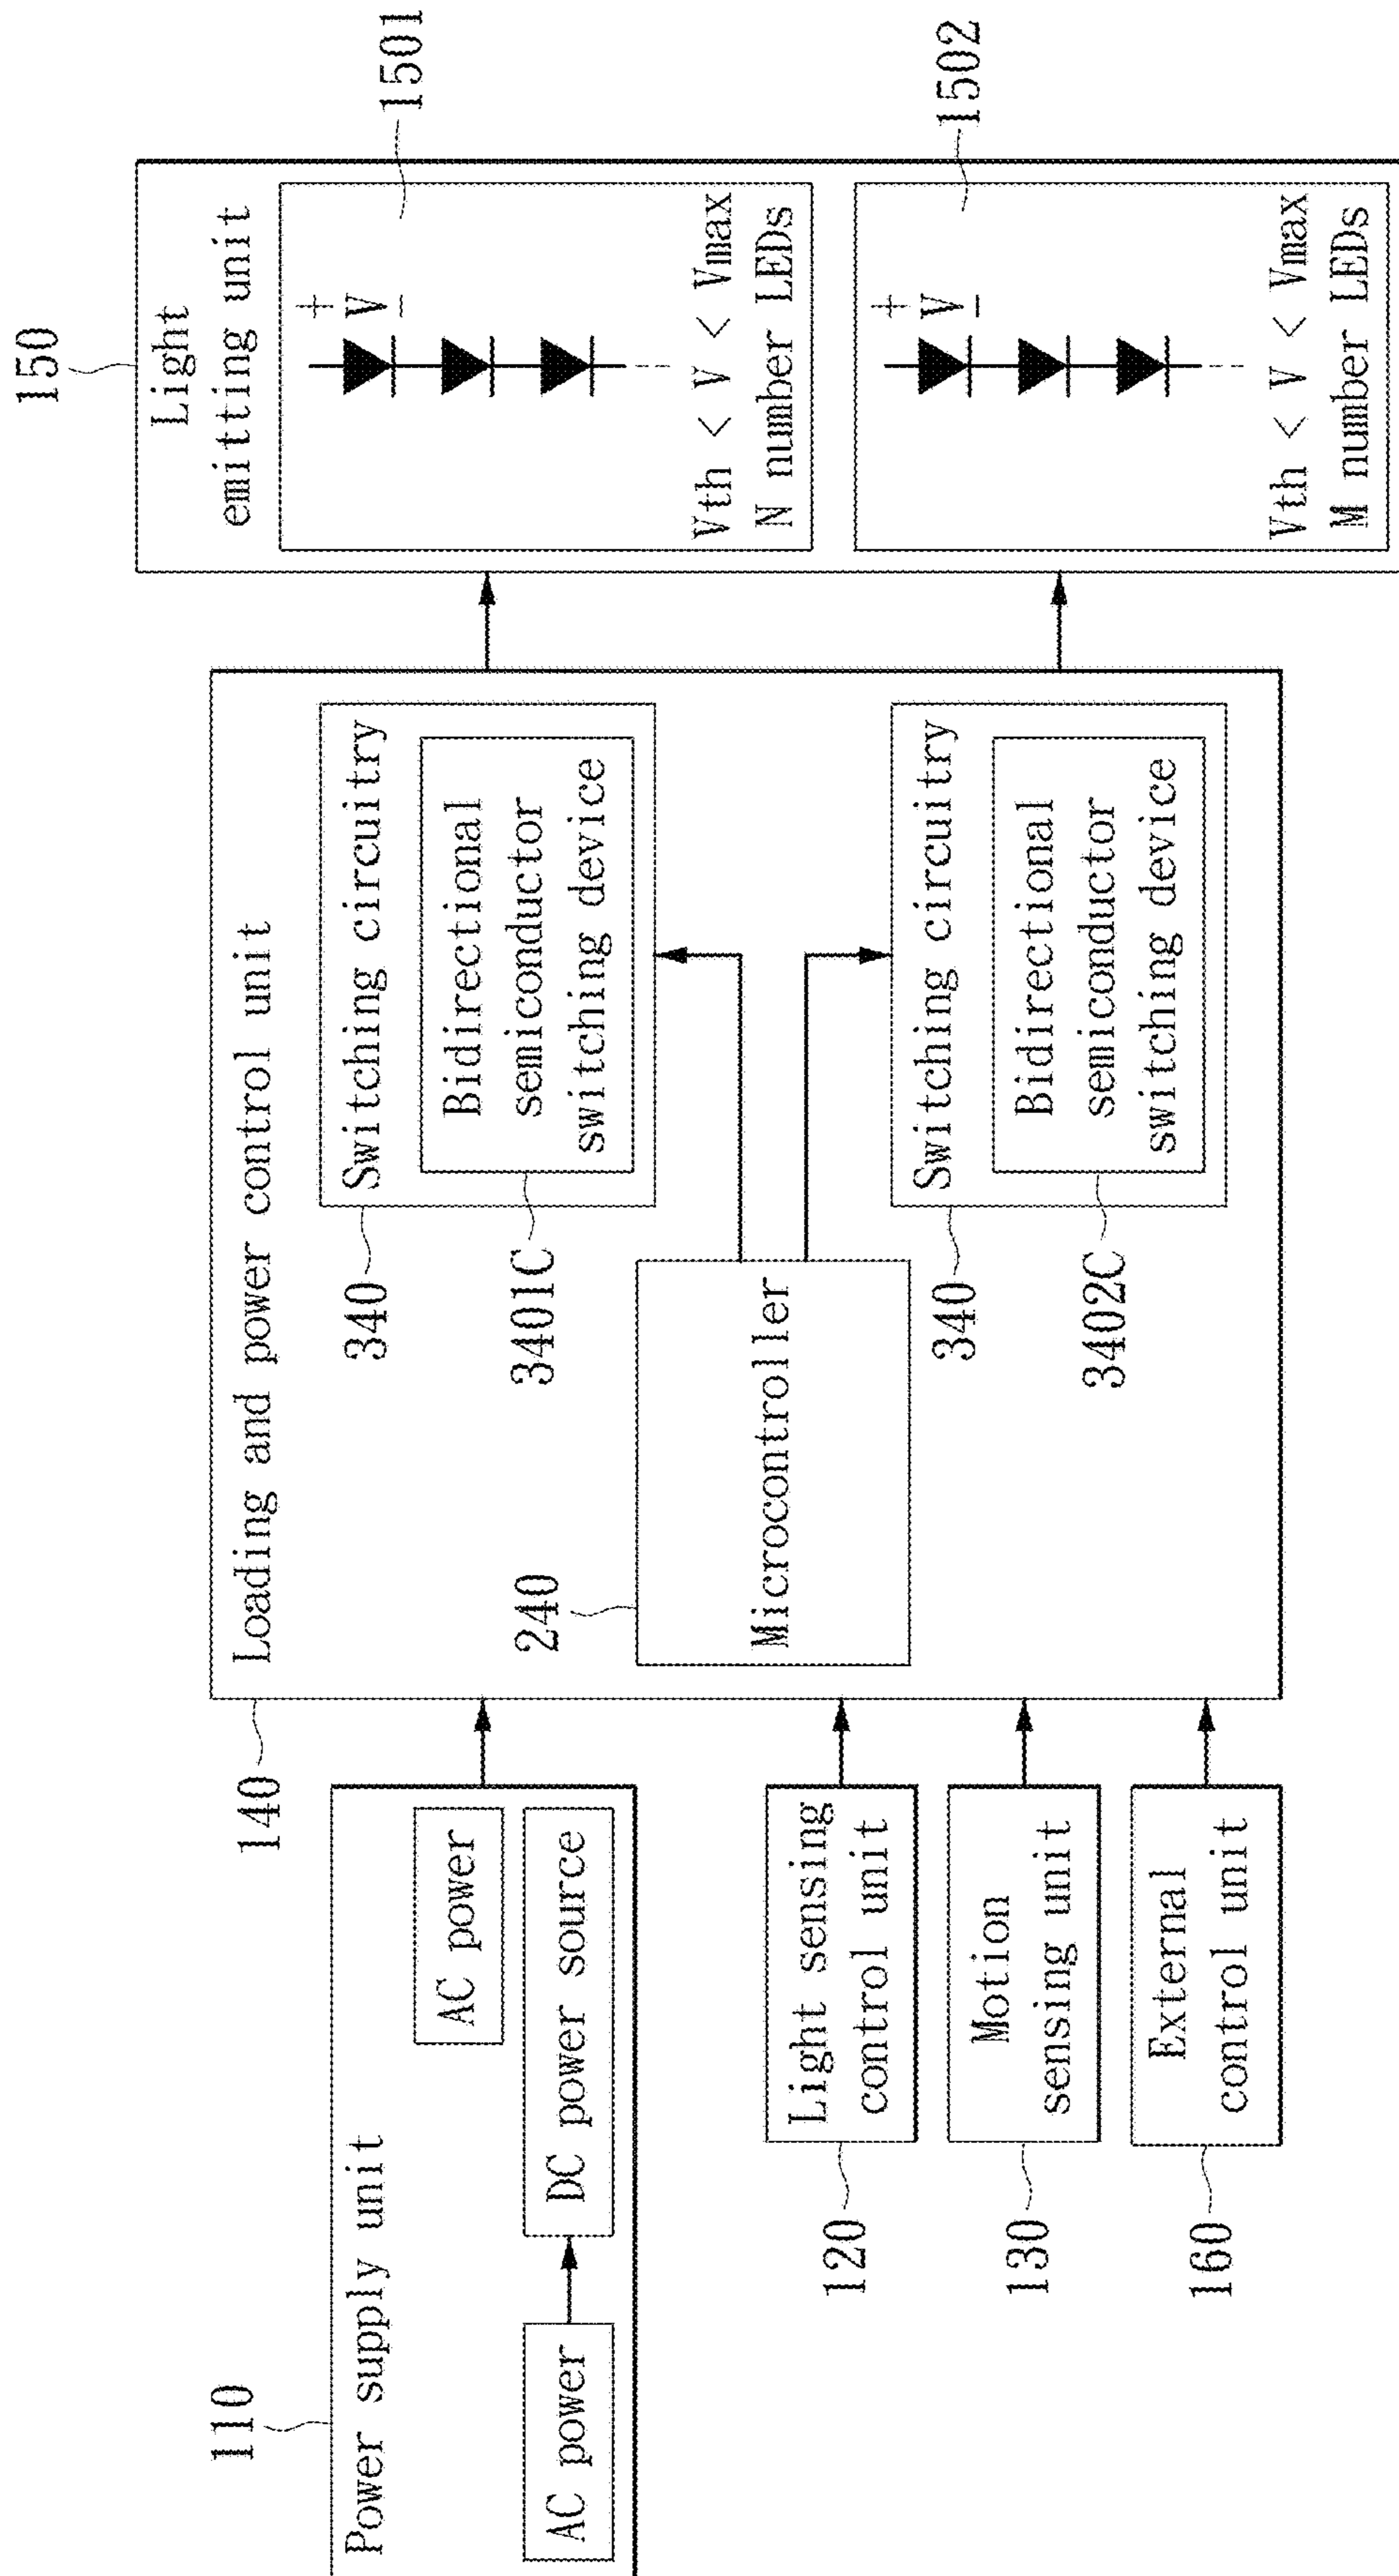 110
Power supply unit
AC power
AC power
DC power source
Light sensing
control unit
120
Motion
sensing unit
130
External
control unit
160
140
Loading and power control unit
240
Microcontroller
Switching circuitry
340
Bidirectional
semiconductor
switching device
3401C
Switching circuitry
340
Bidirectional
semiconductor
switching device
3402C
150
Light
emitting unit
+
V
-
Vth < V < Vmax
N number LEDs
1501
+
V
-
Vth < V < Vmax
M number LEDs
1502